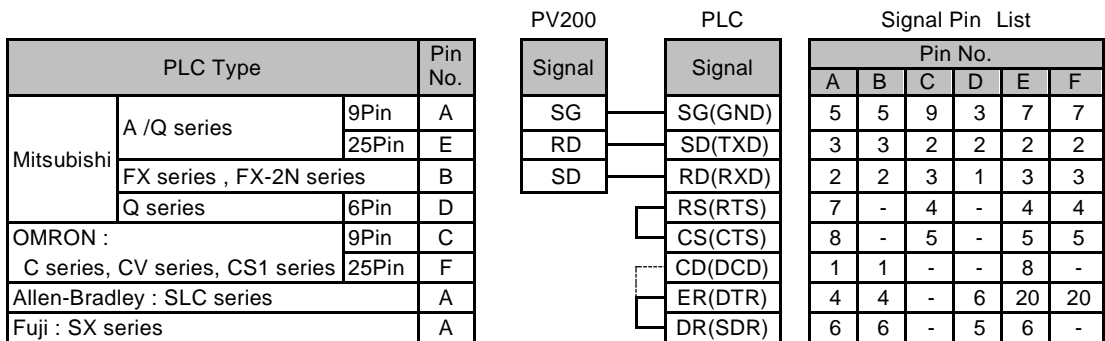 PV200 PLC Signal Pin List
PLC Type Pin No. Signal Signal Pin No.
A B C D E F
Mitsubishi A /Q series 9Pin A SG SG(GND) 5 5 9 3 7 7
25Pin E RD SD(TXD) 3 3 2 2 2 2
FX series , FX-2N series B SD RD(RXD) 2 2 3 1 3 3
Q series 6Pin D RS(RTS) 7 - 4 - 4 4
OMRON : 9Pin C CS(CTS) 8 - 5 - 5 5
C series, CV series, CS1 series 25Pin F CD(DCD) 1 1 - - 8 -
Allen-Bradley : SLC series A ER(DTR) 4 4 - 6 20 20
Fuji : SX series A DR(SDR) 6 6 - 5 6 -